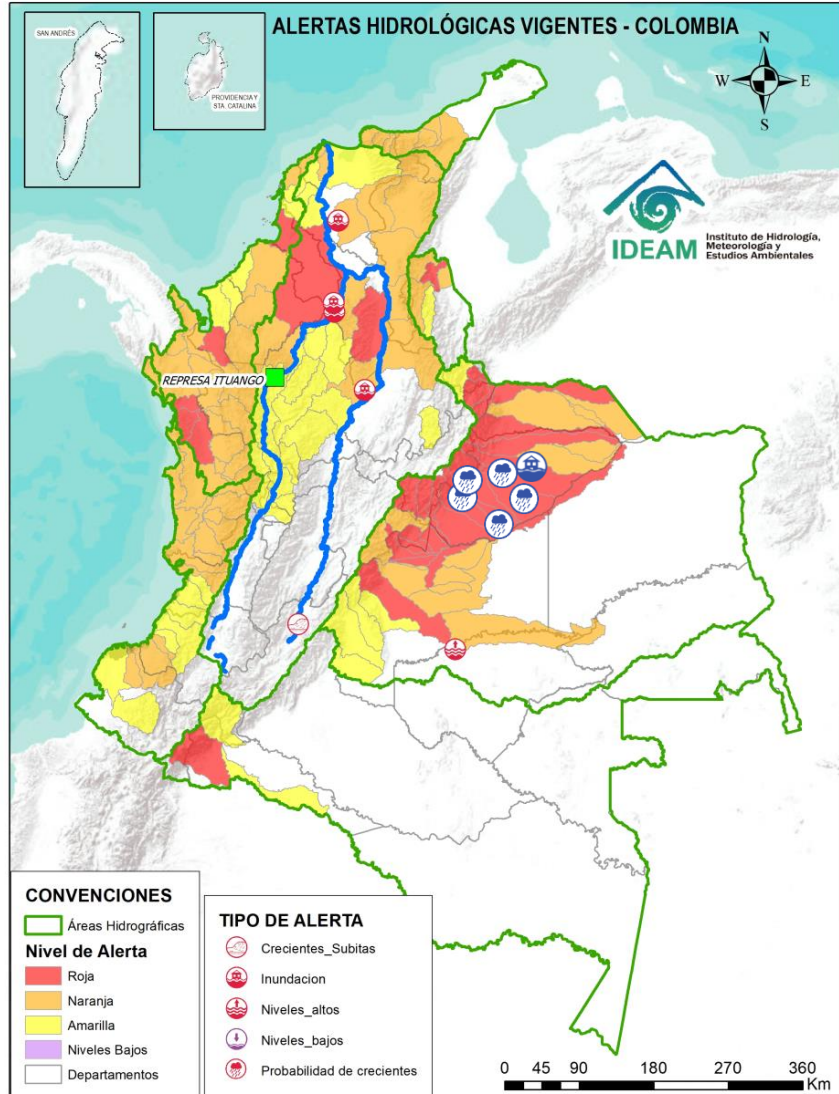 ALERTAS HIDROLÓGICAS VIGENTES - COLOMBIA
SAN ANDRÉS
PROVIDENCIA Y
STA. CATALINA
N
W
E
S
IDEAM
Instituto de Hidrología,
Meteorología y
Estudios Ambientales
REPRESA ITUANGO
CONVENCIONES
Áreas Hidrográficas
Nivel de Alerta
Roja
Naranja
Amarilla
Niveles Bajos
Departamentos
TIPO DE ALERTA
Crecientes_Subitas
Inundacion
Niveles_altos
Niveles_bajos
Probabilidad de crecientes
0 45 90 180 270 360
Km